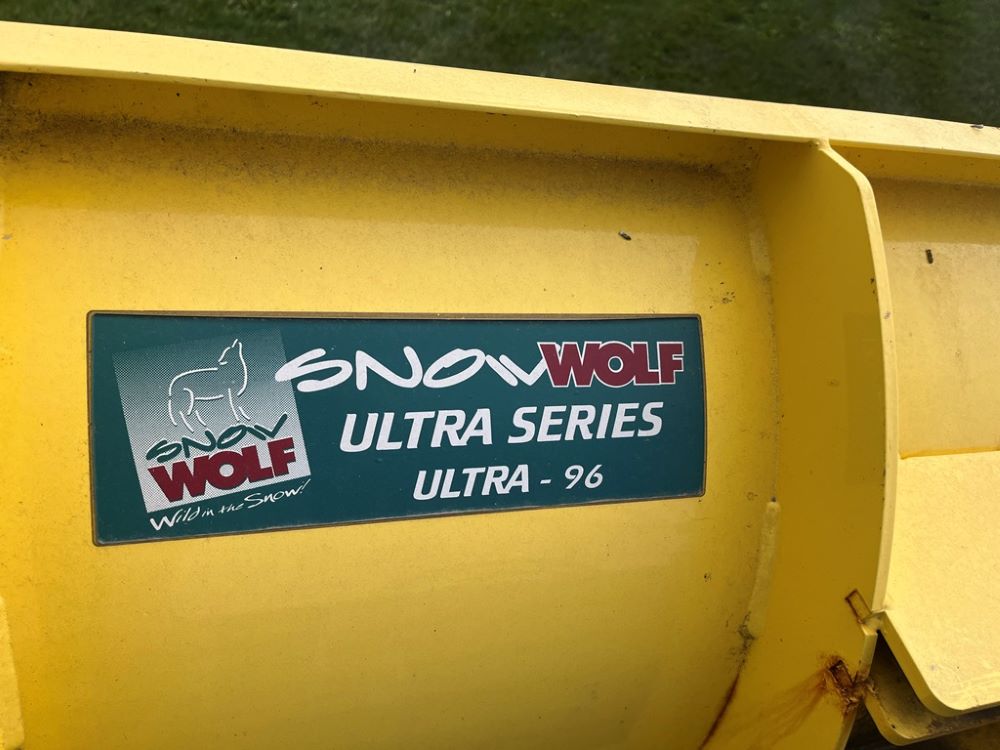 SNOW
WOLF
Wild in the Snow!
SNOWWOLF
ULTRA SERIES
ULTRA - 96